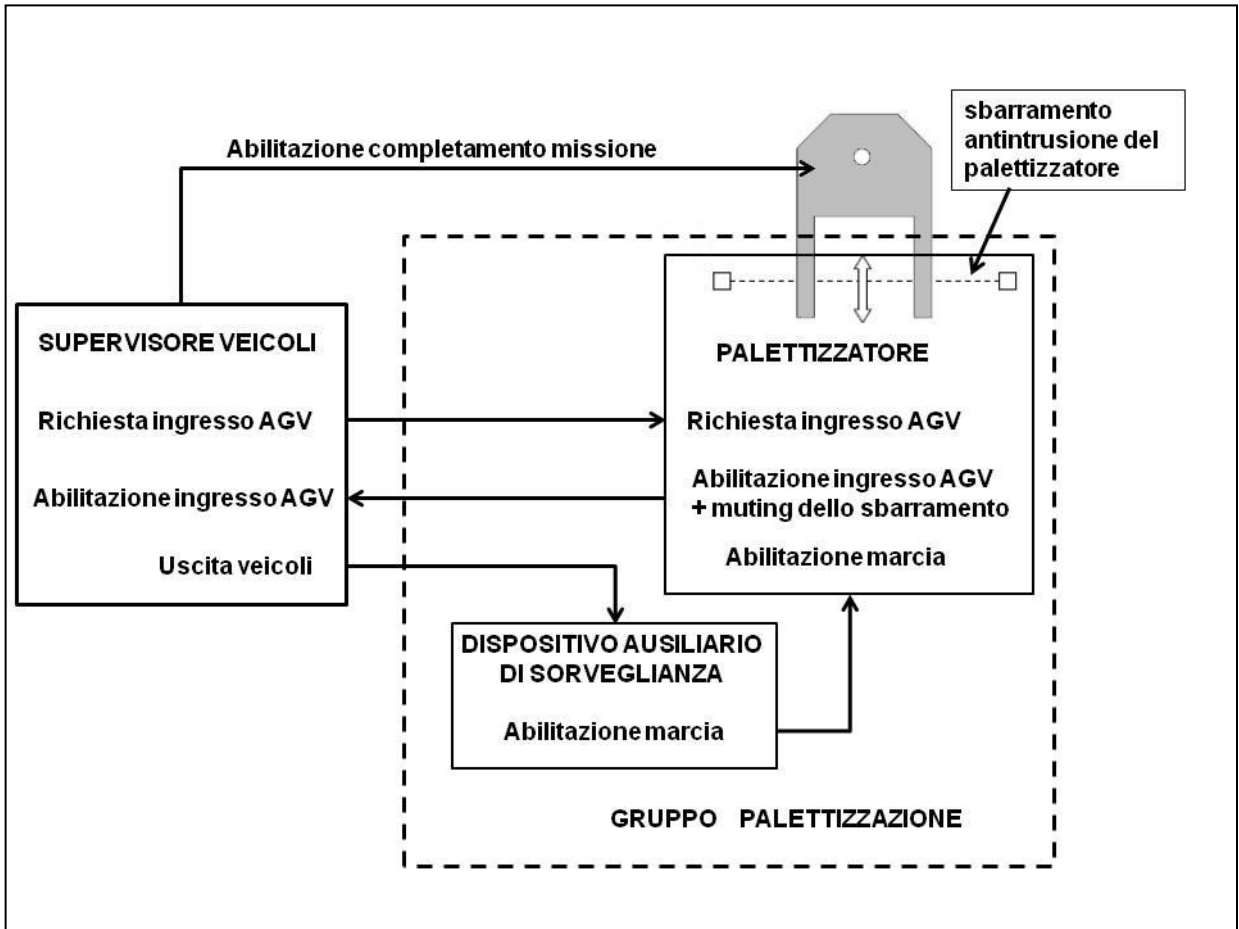 sbarramento
antintrusione del
palettizzatore
Abilitazione completamento missione
SUPERVISORE VEICOLI
Richiesta ingresso AGV
Abilitazione ingresso AGV
Uscita veicoli
PALETTIZZATORE
Richiesta ingresso AGV
Abilitazione ingresso AGV
+ muting dello sbarramento
Abilitazione marcia
DISPOSITIVO AUSILIARIO
DI SORVEGLIANZA
Abilitazione marcia
GRUPPO PALETTIZZAZIONE